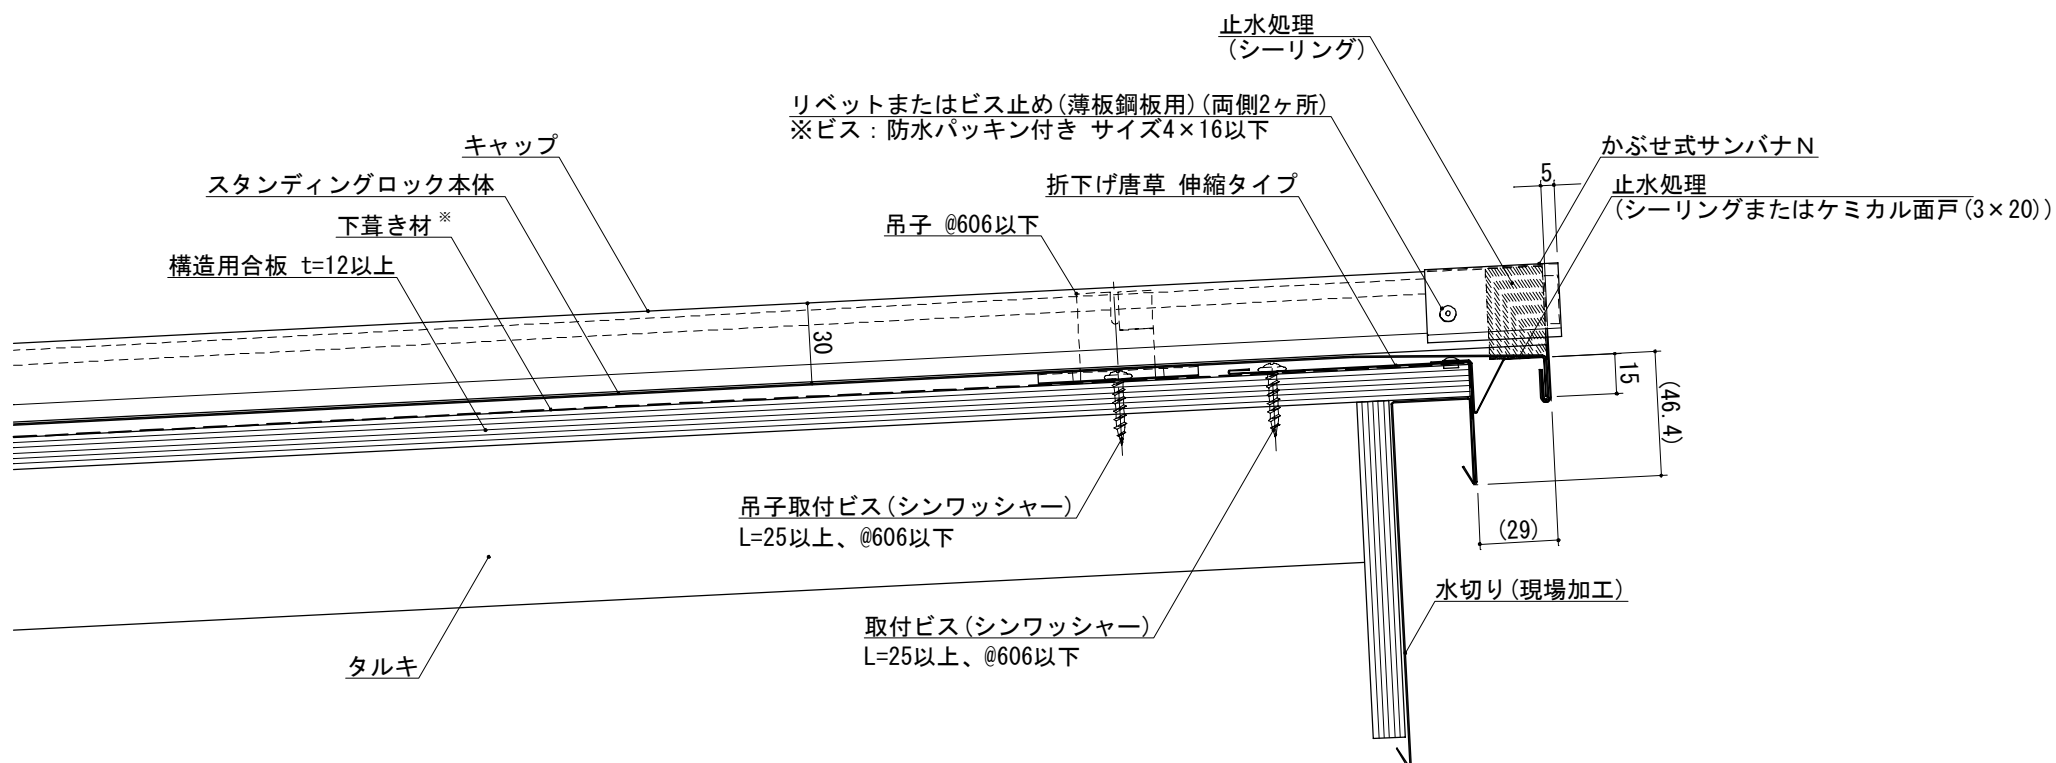 止水処理
(シーリング)
リベットまたはビス止め(薄板鋼板用)(両側2ヶ所)
※ビス：防水パッキン付き サイズ4×16以下
キャップ
かぶせ式サンバナN
5
スタンディングロック本体
折下げ唐草 伸縮タイプ
止水処理
(シーリングまたはケミカル面戸(3×20))
下葺き材※
吊子 @606以下
構造用合板 t=12以上
30
15
(46.4)
吊子取付ビス(シンワッシャー)
L=25以上、@606以下
(29)
水切り(現場加工)
取付ビス(シンワッシャー)
L=25以上、@606以下
タルキ